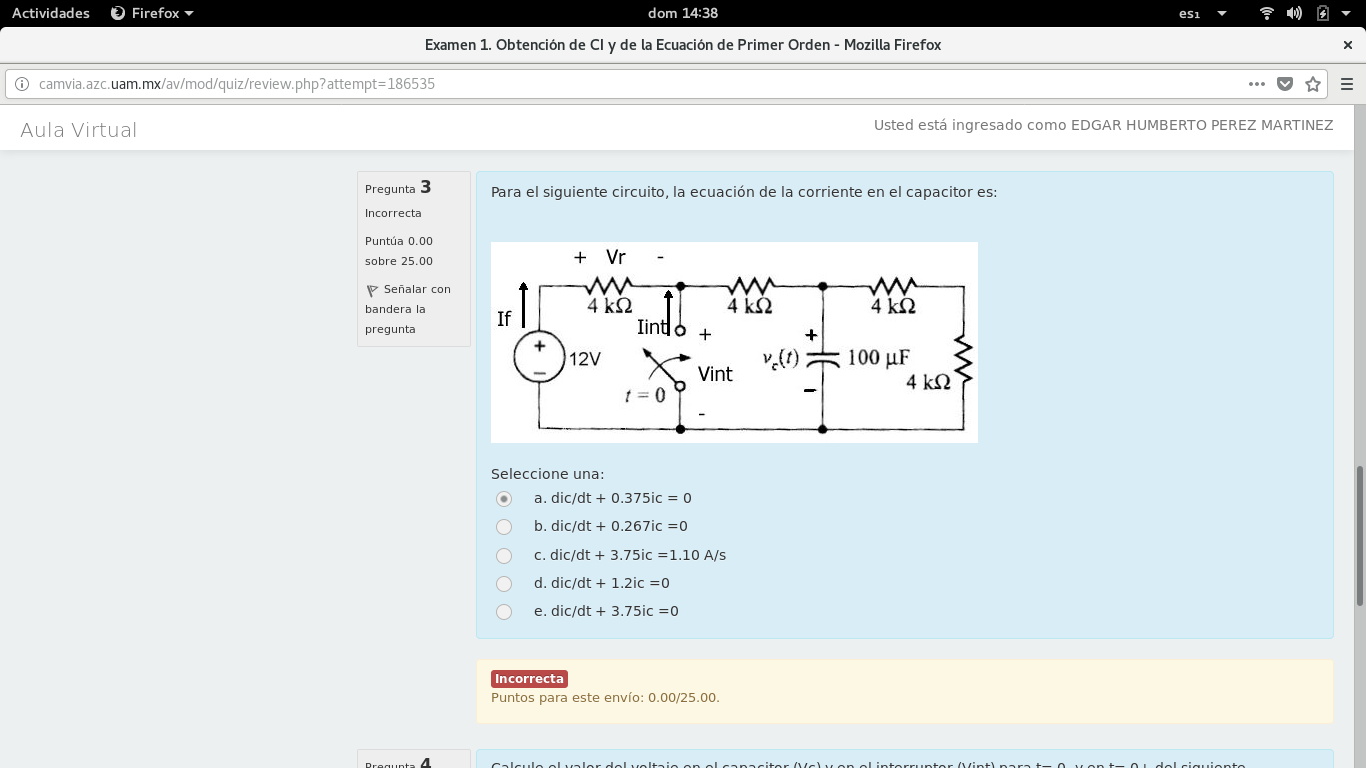 Actividades Firefox dom 14:38 es₁
Examen 1. Obtención de CI y de la Ecuación de Primer Orden - Mozilla Firefox
camvia.azc.uam.mx/av/mod/quiz/review.php?attempt=186535
Aula Virtual
Usted está ingresado como EDGAR HUMBERTO PEREZ MARTINEZ
Pregunta 3
Incorrecta
Puntúa 0.00
sobre 25.00
Señalar con
bandera la
pregunta
Para el siguiente circuito, la ecuación de la corriente en el capacitor es:
+ Vr -
4 kΩ 4 kΩ 4 kΩ
If
Iint
+ +
+
12V
vc(t) 100 µF
−
Vint
4 kΩ
t = 0
−
-
Seleccione una:
a. dic/dt + 0.375ic = 0
b. dic/dt + 0.267ic =0
c. dic/dt + 3.75ic =1.10 A/s
d. dic/dt + 1.2ic =0
e. dic/dt + 3.75ic =0
Incorrecta
Puntos para este envío: 0.00/25.00.
Pregunta 4
Calcule el valor del voltaje en el capacitor (Vc) y en el interruptor (Vint) para t= 0- y en t= 0+ del siguiente